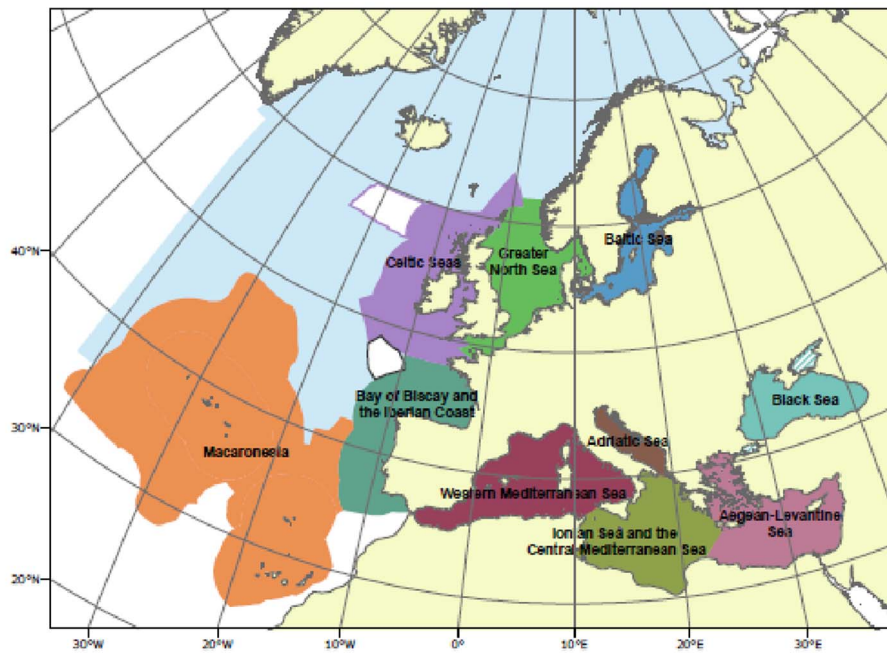 40°N
30°N
20°N
Celtic Seas
Greater
North Sea
Baltic Sea
Bay of Biscay and
the Iberian Coast
Black Sea
Macaronesia
Adriatic Sea
Western Mediterranean Sea
Aegean-Levantine
Sea
Ionian Sea and the
Central Mediterranean Sea
30°W
20°W
10°W
0°
10°E
20°E
30°E